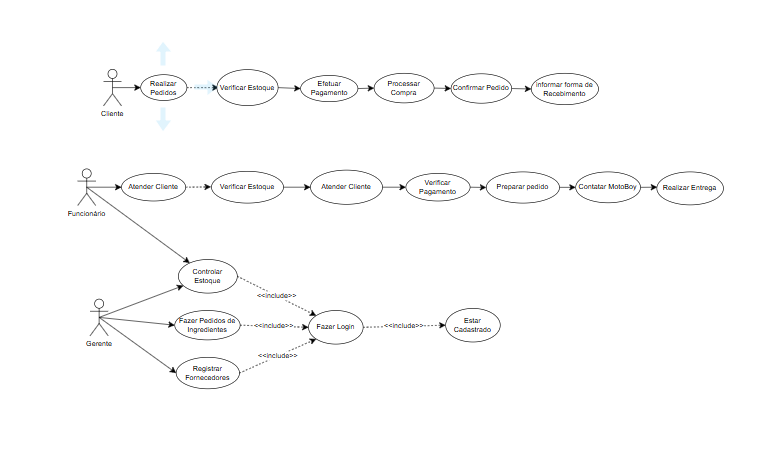 Realizar
Pedidos
Verificar Estoque
Efetuar
Pagamento
Processar
Compra
Confirmar Pedido
Informar forma de
Recebimento
Cliente
Atender Cliente
Verificar Estoque
Atender Cliente
Verificar
Pagamento
Preparar pedido
Contatar MotoBoy
Realizar Entrega
Funcionário
Controlar
Estoque
<<include>>
Fazer Pedidos de
Ingredientes
<<include>>
Fazer Login
<<include>>
Estar
Cadastrado
Gerente
<<include>>
Registrar
Fornecedores